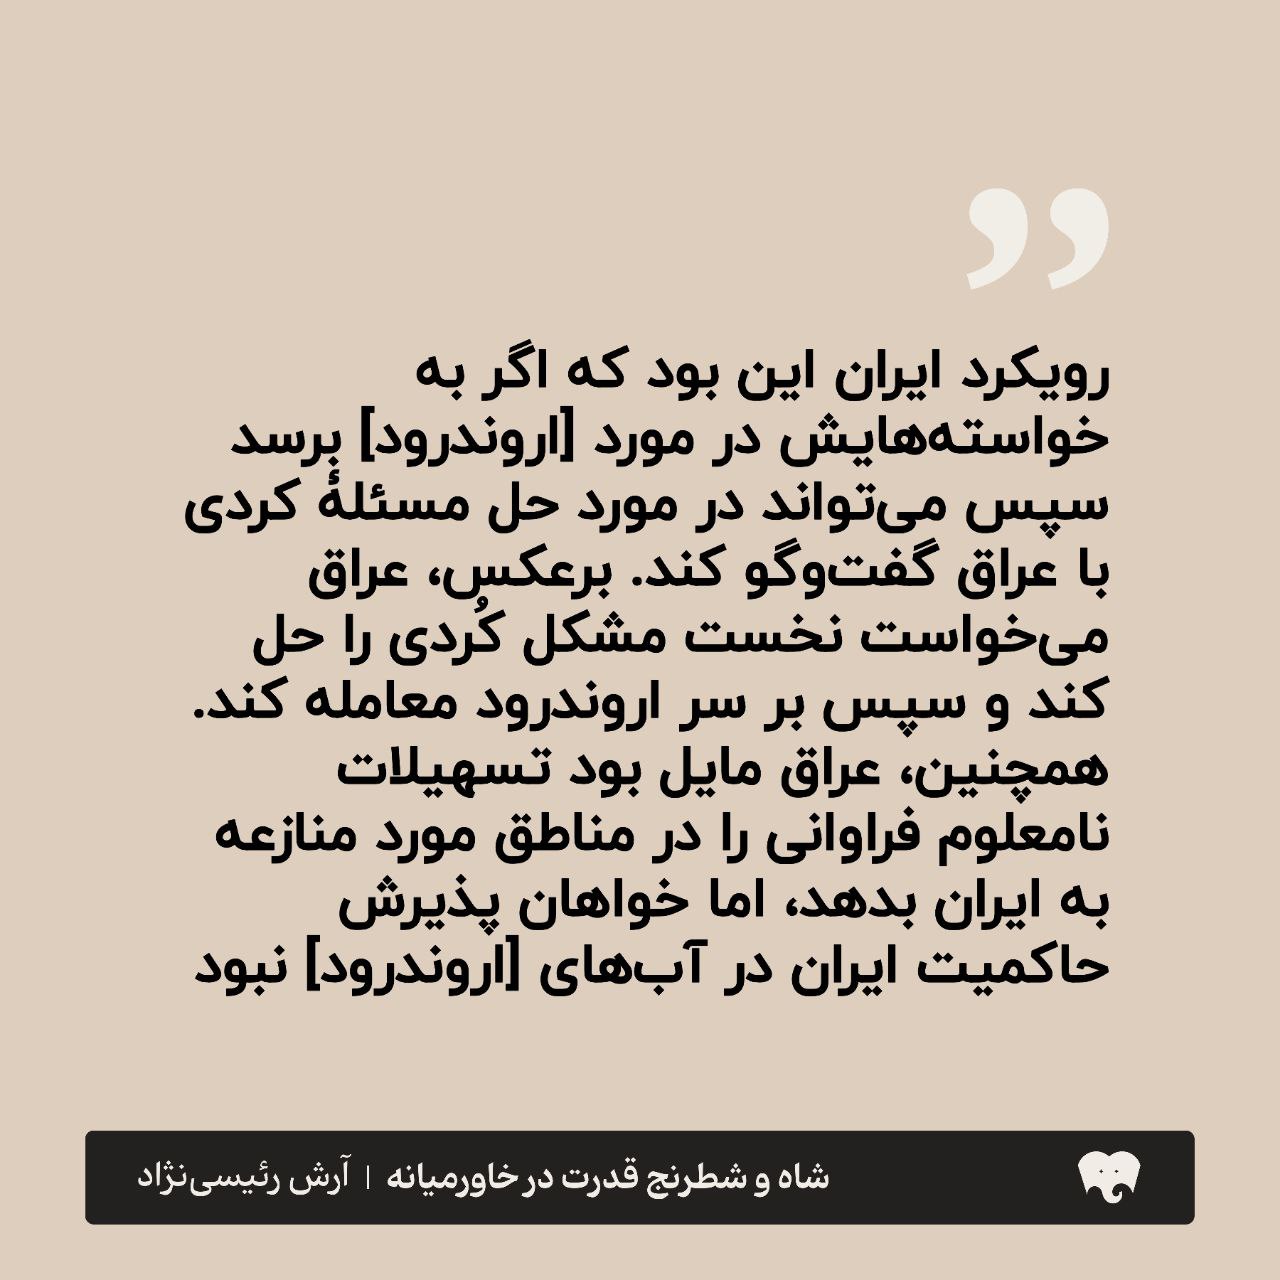 ”
رویکرد ایران این بود که اگر به
خواسته‌هایش در مورد [اروندرود] برسد
سپس می‌تواند در مورد حل مسئلهٔ کردی
با عراق گفت‌وگو کند. برعکس، عراق
می‌خواست نخست مشکل کُردی را حل
کند و سپس بر سر اروندرود معامله کند.
همچنین، عراق مایل بود تسهیلات
نامعلوم فراوانی را در مناطق مورد منازعه
به ایران بدهد، اما خواهان پذیرش
حاکمیت ایران در آب‌های [اروندرود] نبود
شاه و شطرنج قدرت در خاورمیانه | آرش رئیسی‌نژاد